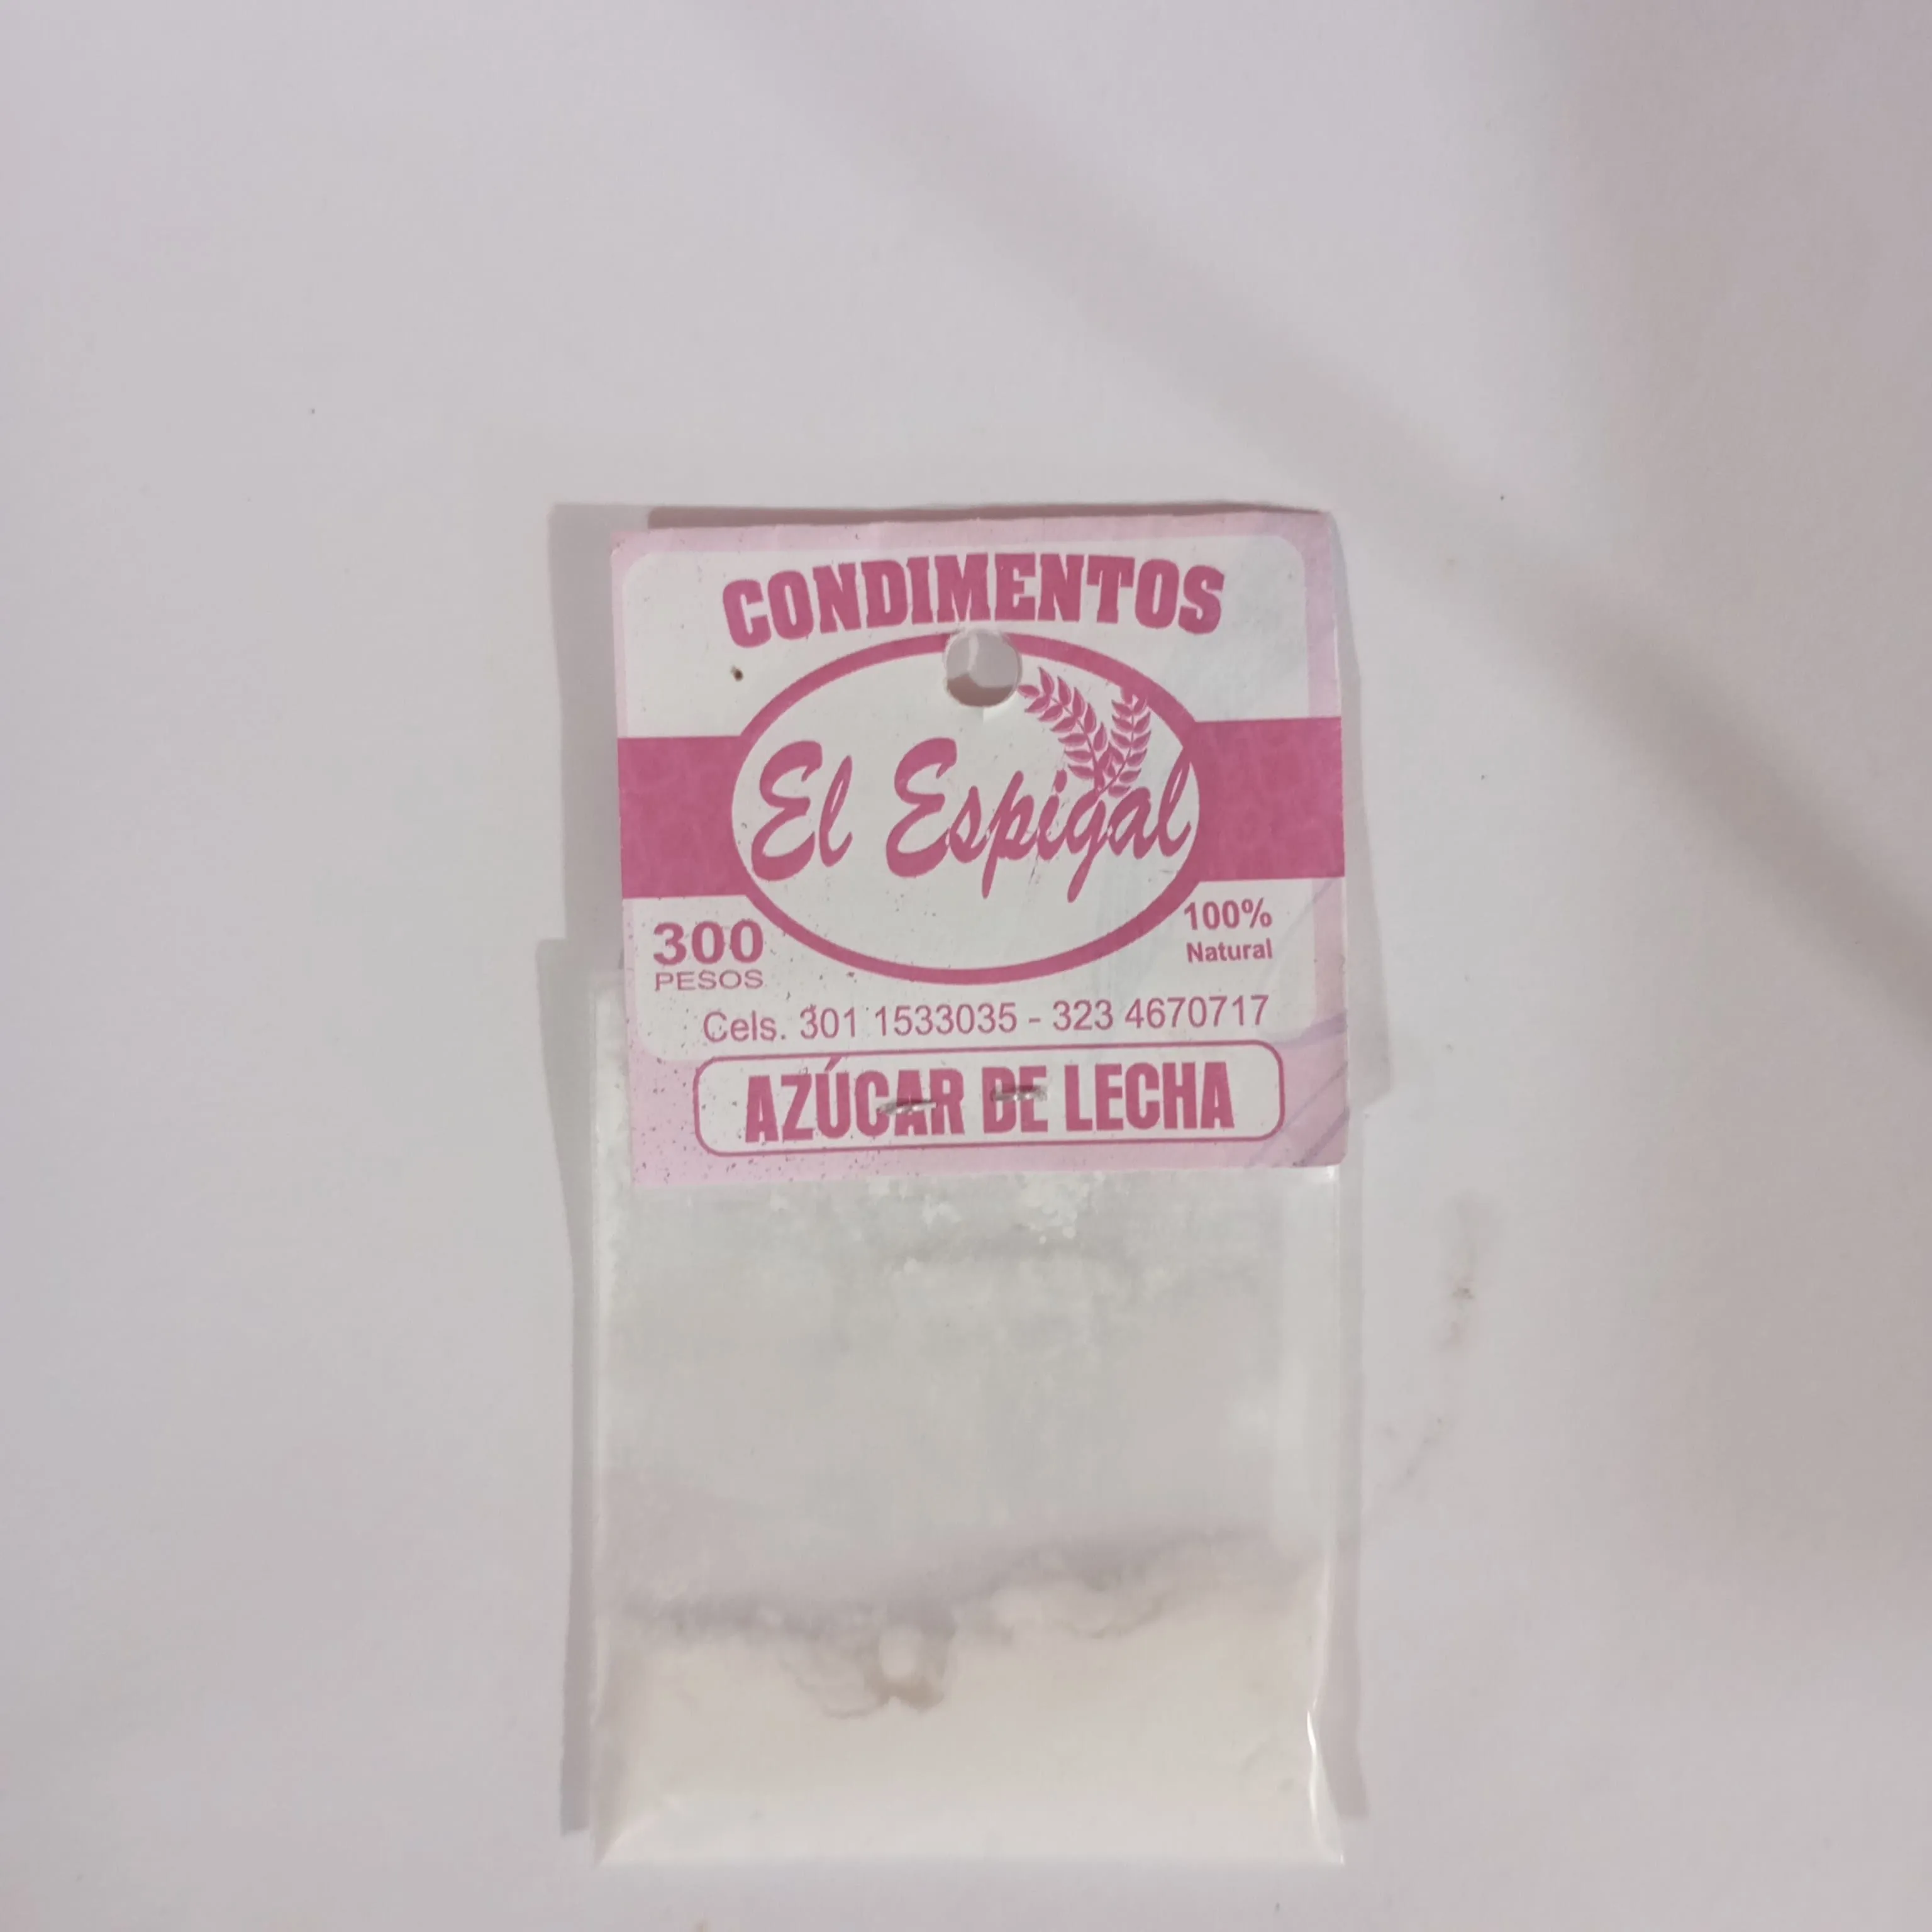 CONDIMENTOS
El Espigal
300
PESOS
100%
Natural
Cels. 301 1533035 - 323 4670717
AZÚCAR DE LECHA